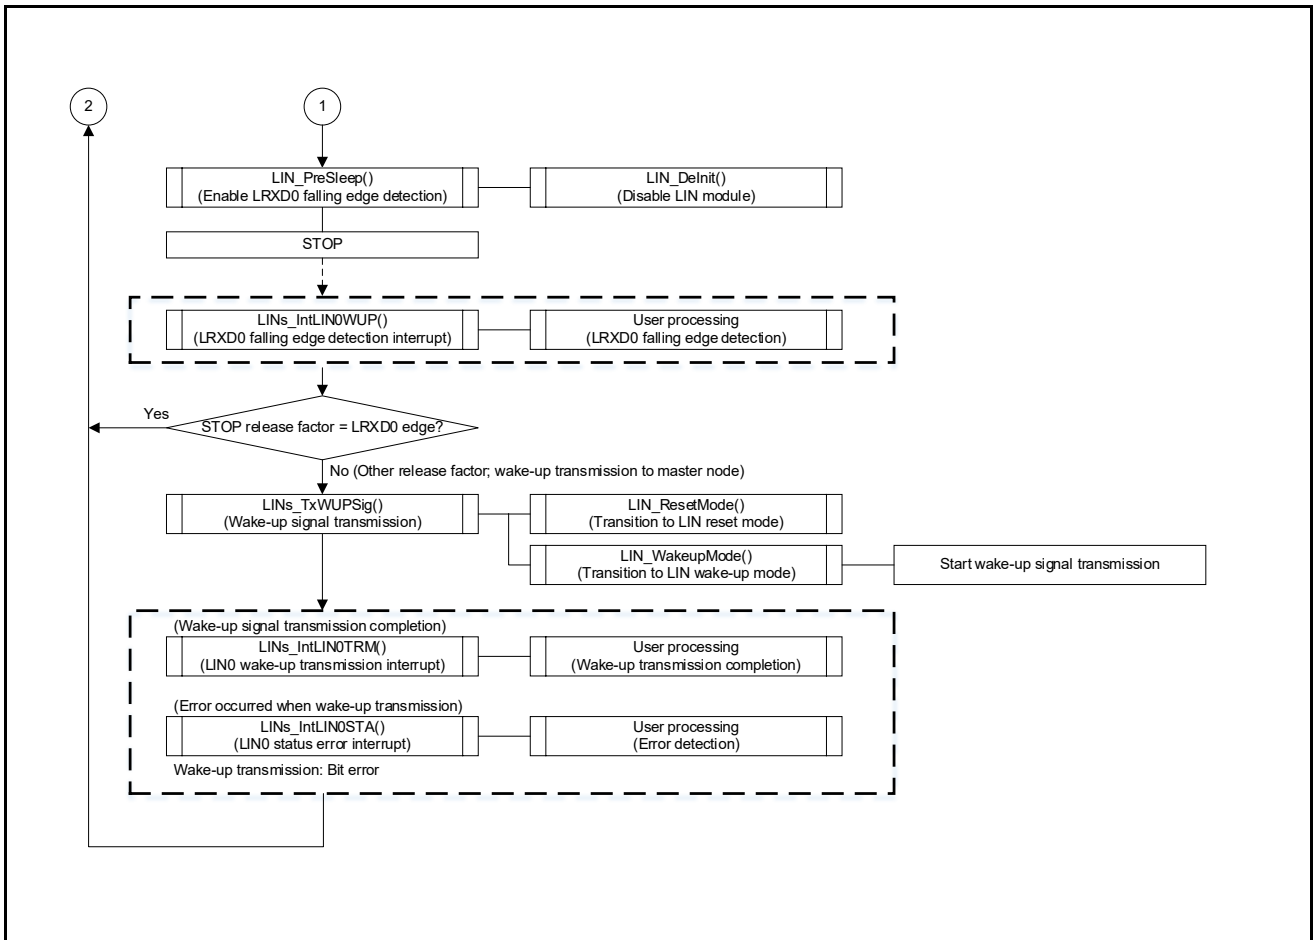 2
1
LIN_PreSleep()
(Enable LRXD0 falling edge detection)
LIN_DeInit()
(Disable LIN module)
STOP
LINs_IntLIN0WUP()
(LRXD0 falling edge detection interrupt)
User processing
(LRXD0 falling edge detection)
Yes
STOP release factor = LRXD0 edge?
No (Other release factor; wake-up transmission to master node)
LINs_TxWUPSig()
(Wake-up signal transmission)
LIN_ResetMode()
(Transition to LIN reset mode)
LIN_WakeupMode()
(Transition to LIN wake-up mode)
Start wake-up signal transmission
(Wake-up signal transmission completion)
LINs_IntLIN0TRM()
(LIN0 wake-up transmission interrupt)
User processing
(Wake-up transmission completion)
(Error occurred when wake-up transmission)
LINs_IntLIN0STA()
(LIN0 status error interrupt)
User processing
(Error detection)
Wake-up transmission: Bit error